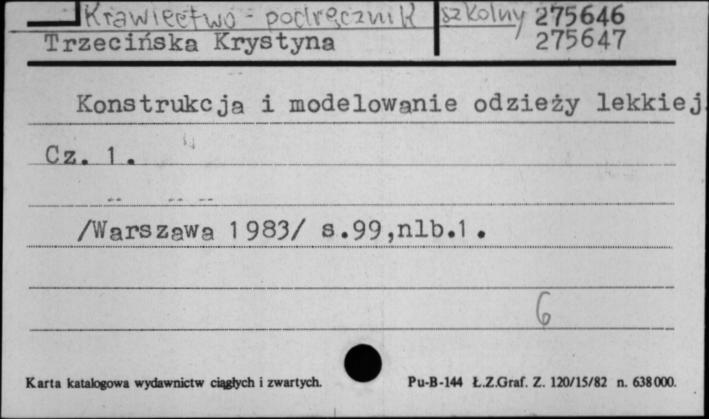 Krawiectwo - podręcznik szkolny 275646
Trzecińska Krystyna 275647
Konstrukcja i modelowanie odzieży lekkiej.
Cz. 1.
/Warszawa 1983/ s.99,nlb.1.
6
Karta katalogowa wydawnictw ciągłych i zwartych. Pu-B-144 Ł.Z.Graf. Z. 120/15/82 n. 638000.